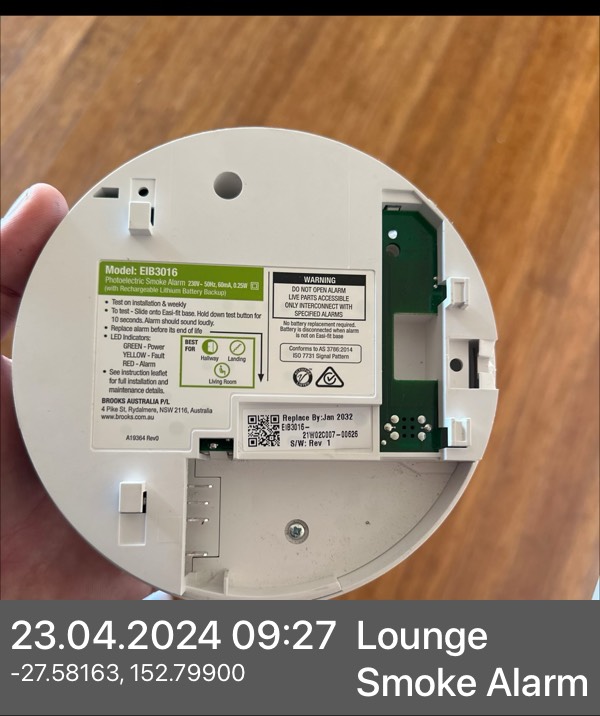 Model: EIB3016
Photoelectric Smoke Alarm 230V~ 50Hz, 60mA, 0.25W
(with Rechargeable Lithium Battery Backup)
• Test on installation & weekly
• To test - Slide onto Easi-fit base. Hold down test button for
10 seconds. Alarm should sound loudly.
• Replace alarm before its end of life
• LED Indicators:
GREEN - Power
YELLOW - Fault
RED - Alarm
• See instruction leaflet
for full installation and
maintenance details.
BEST
FOR
Hallway
Landing
Living Room
BROOKS AUSTRALIA P/L
4 Pike St, Rydalmere, NSW 2116, Australia
www.brooks.com.au
A19364 Rev0
WARNING
DO NOT OPEN ALARM
LIVE PARTS ACCESSIBLE
ONLY INTERCONNECT WITH
SPECIFIED ALARMS
No battery replacement required.
Battery is disconnected when alarm
is not on Easi-fit base
Conforms to AS 3786:2014
ISO 7731 Signal Pattern
Replace By:Jan 2032
EIB3016-
21W02C007-00626
S/W: Rev 1
23.04.2024 09:27
-27.58163, 152.79900
Lounge
Smoke Alarm